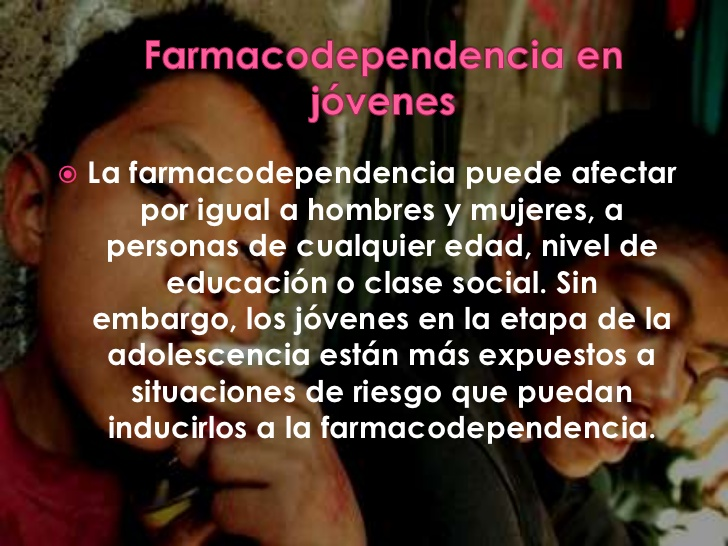 Farmacodependencia en
jóvenes
La farmacodependencia puede afectar
por igual a hombres y mujeres, a
personas de cualquier edad, nivel de
educación o clase social. Sin
embargo, los jóvenes en la etapa de la
adolescencia están más expuestos a
situaciones de riesgo que puedan
inducirlos a la farmacodependencia.